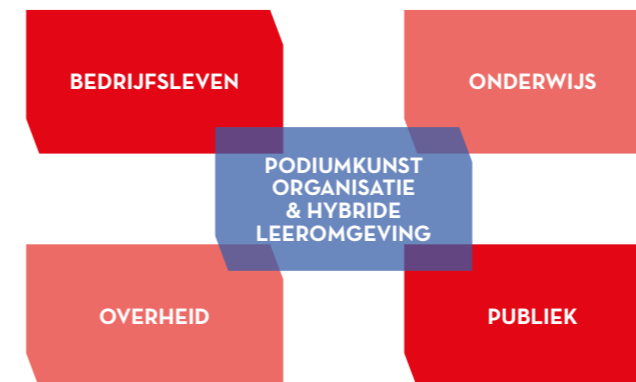 BEDRIJFSLEVEN
ONDERWIJS
PODIUMKUNST
ORGANISATIE
& HYBRIDE
LEEROMGEVING
OVERHEID
PUBLIEK